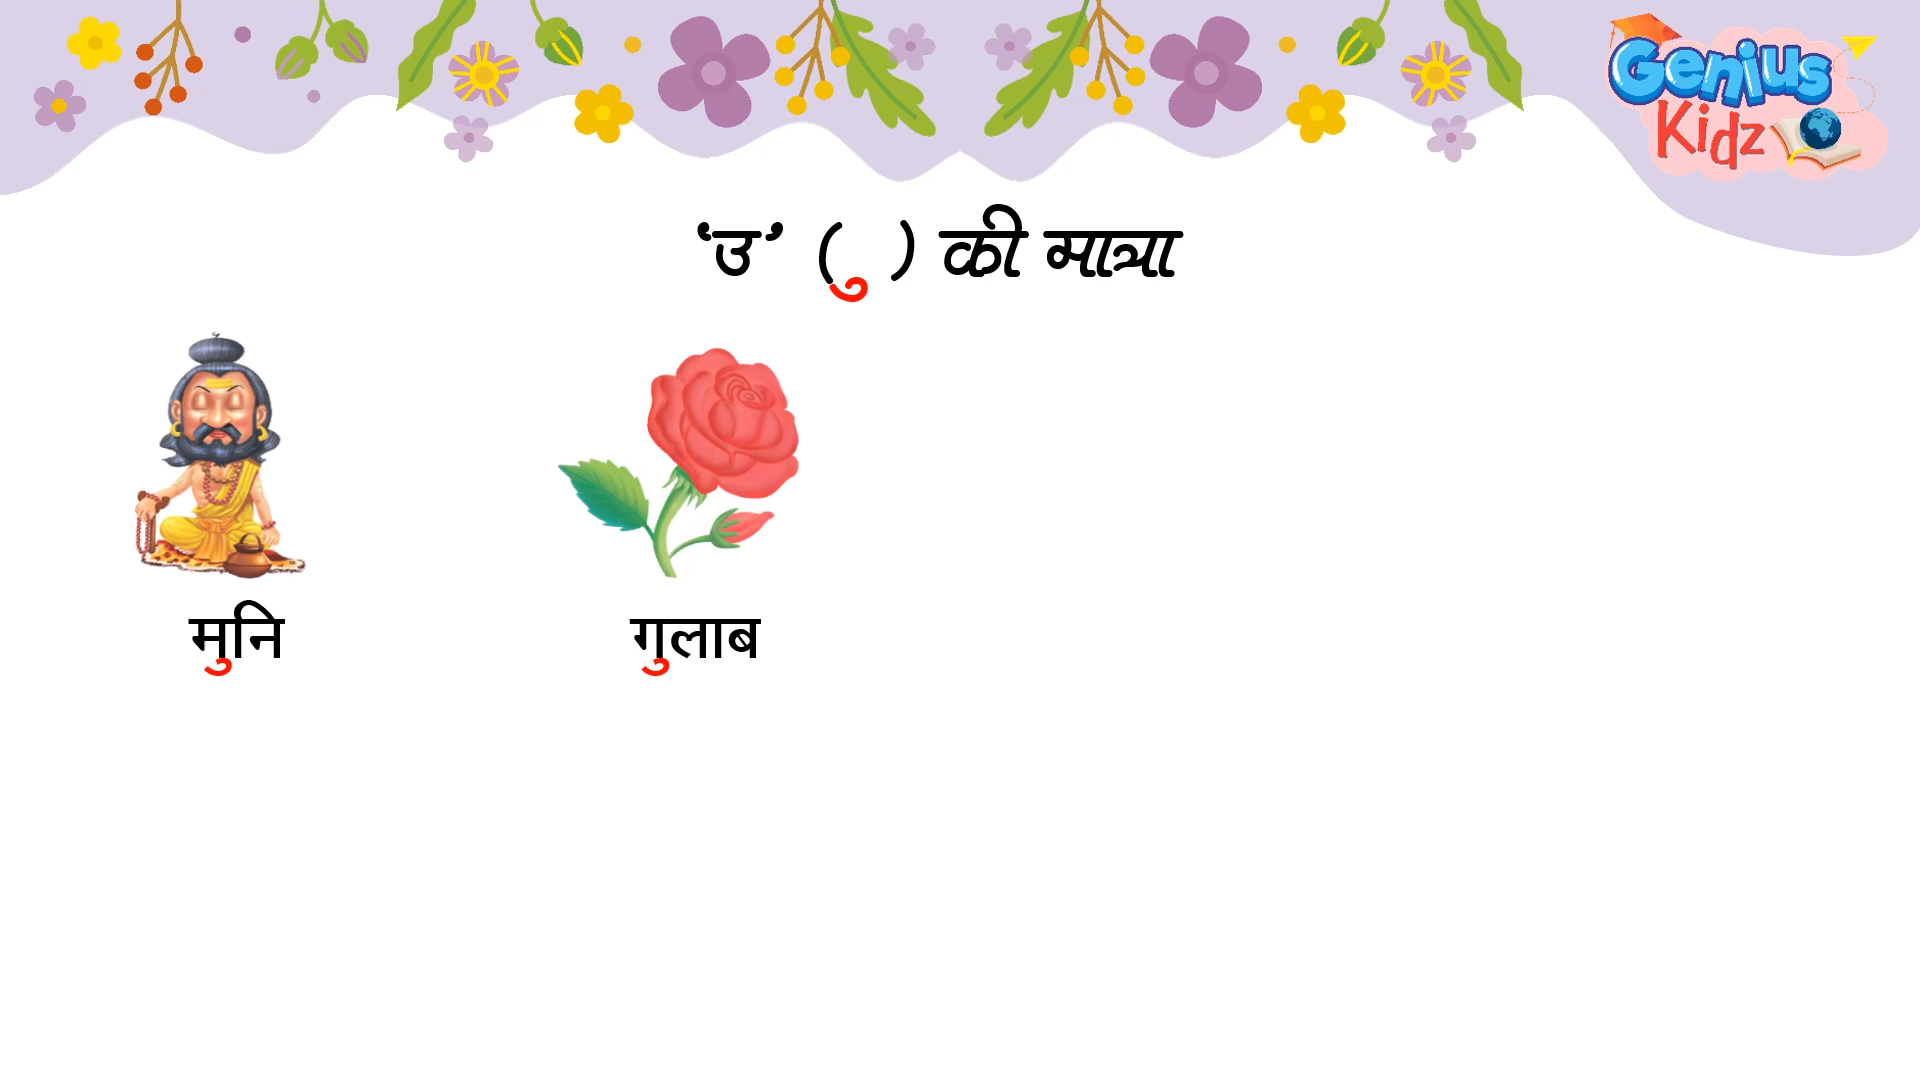 Genius
Kidz
‘उ’ ( ु ) की मात्रा
मुनि
गुलाब